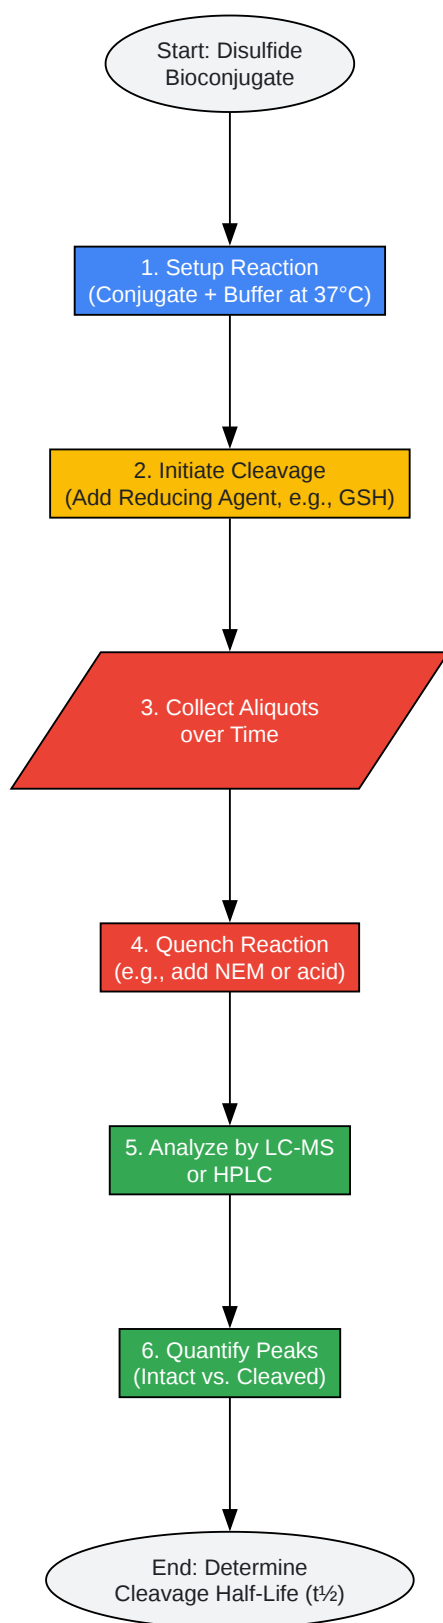 Start: Disulfide
Bioconjugate
1. Setup Reaction
(Conjugate + Buffer at 37°C)
2. Initiate Cleavage
(Add Reducing Agent, e.g., GSH)
3. Collect Aliquots
over Time
4. Quench Reaction
(e.g., add NEM or acid)
5. Analyze by LC-MS
or HPLC
6. Quantify Peaks
(Intact vs. Cleaved)
End: Determine
Cleavage Half-Life (t½)